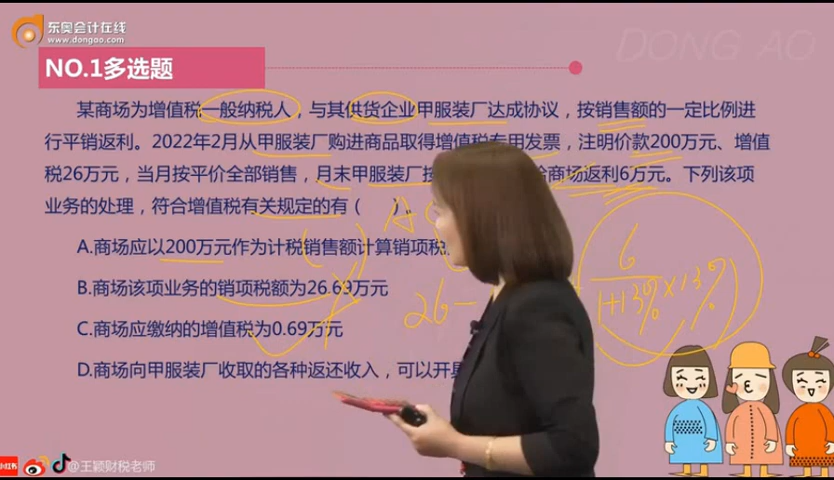 东奥会计在线
www.dongao.com
DONG AO
NO.1多选题
某商场为增值税一般纳税人，与其供货企业甲服装厂达成协议，按销售额的一定比例进
行平销返利。2022年2月从甲服装厂购进商品取得增值税专用发票，注明价款200万元、增值
税26万元，当月按平价全部销售，月末甲服装厂按 给商场返利6万元。下列该项
业务的处理，符合增值税有关规定的有（ ）。
A
A.商场应以200万元作为计税销售额计算销项税
B.商场该项业务的销项税额为26.69万元
26 —
6
1+13% ×13%
C.商场应缴纳的增值税为0.69万元
D.商场向甲服装厂收取的各种返还收入，可以开具
小红书
@王颖财税老师